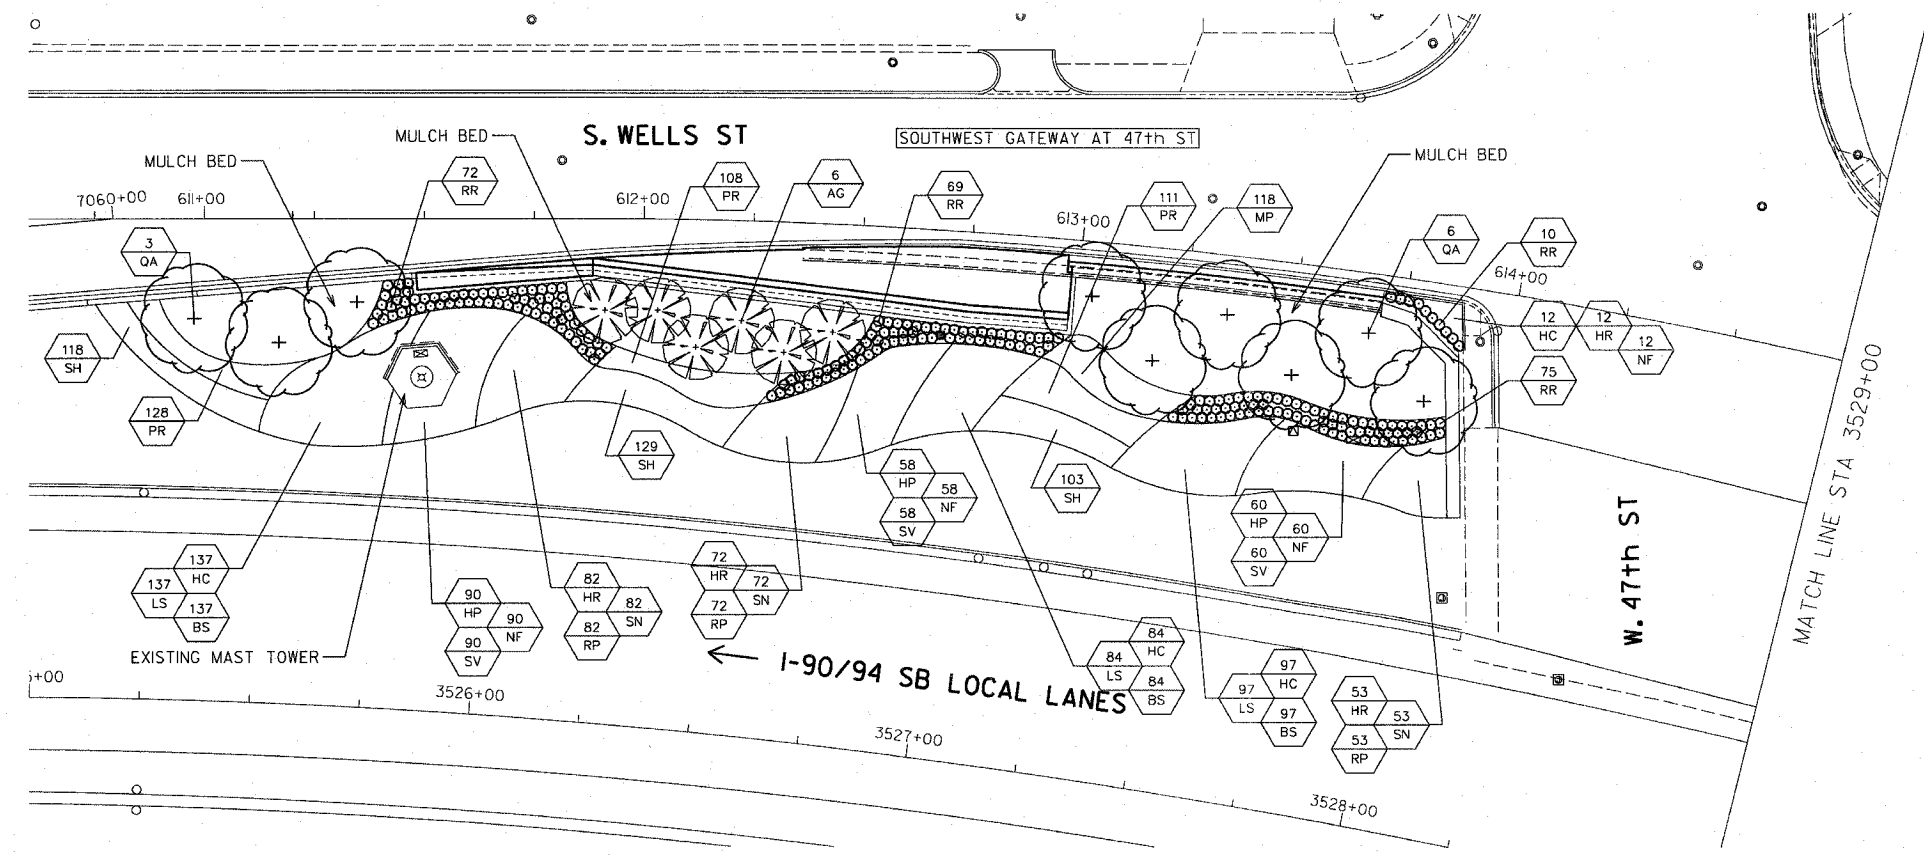 S. WELLS ST
SOUTHWEST GATEWAY AT 47th ST
MULCH BED
MULCH BED
MULCH BED
72
RR
108
PR
6
AG
69
RR
111
PR
118
MP
7060+00
611+00
612+00
613+00
614+00
3
QA
6
QA
10
RR
12
HC
12
HR
12
NF
118
SH
75
RR
128
PR
129
SH
58
HP
58
NF
58
SV
103
SH
60
HP
60
NF
60
SV
137
HC
137
LS
137
BS
90
HP
90
NF
90
SV
82
HR
82
SN
82
RP
72
HR
72
SN
72
RP
84
HC
84
LS
84
BS
97
HC
97
LS
97
BS
53
HR
53
SN
53
RP
EXISTING MAST TOWER
I-90/94 SB LOCAL LANES
W. 47th ST
MATCH LINE STA 3529+00
5+00
3526+00
3527+00
3528+00